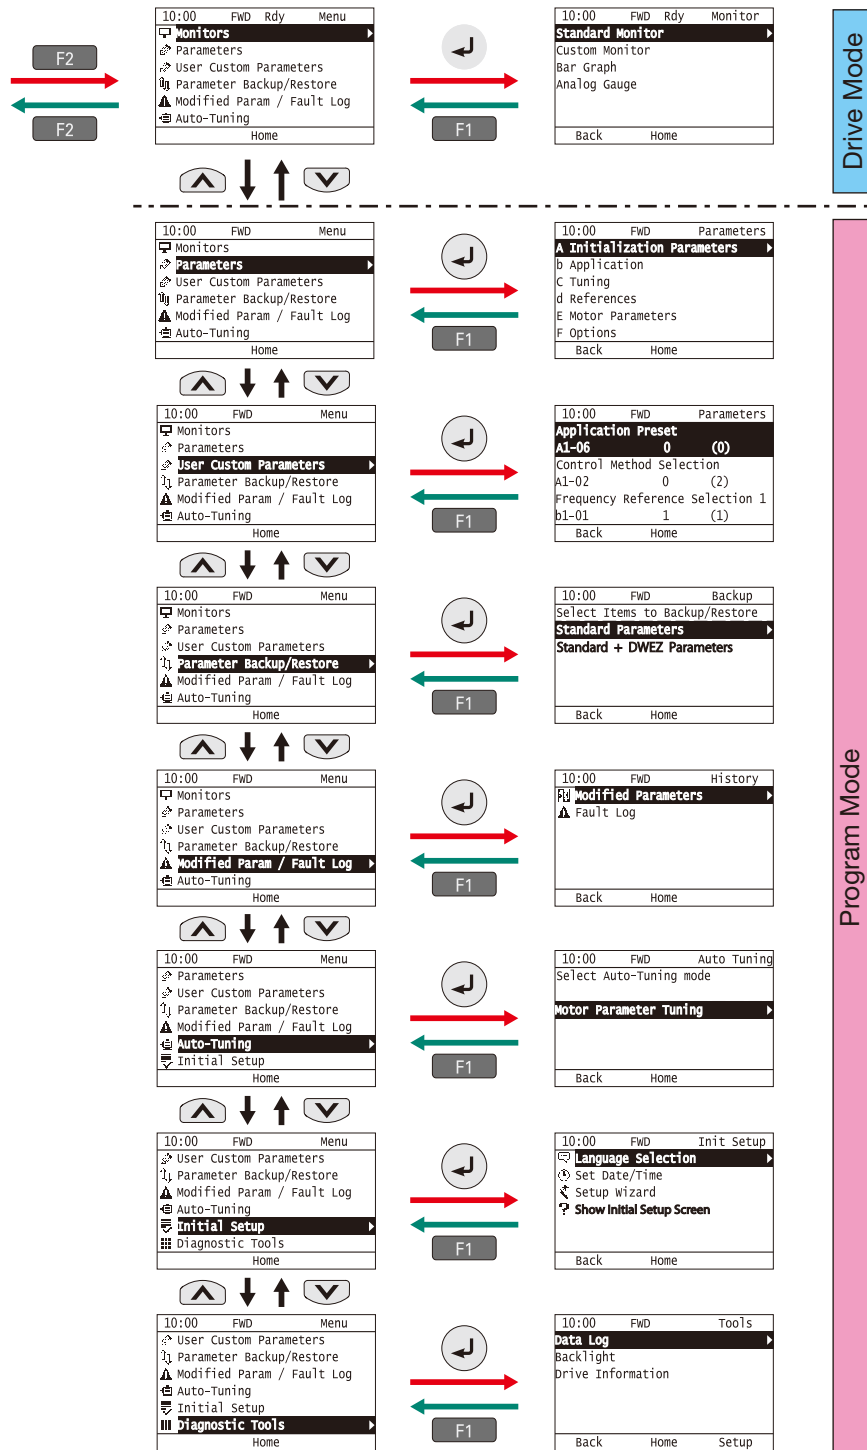 F2
F2
10:00 FWD Rdy Menu
Monitors
Parameters
User Custom Parameters
Parameter Backup/Restore
Modified Param / Fault Log
Auto-Tuning
Home
F1
10:00 FWD Rdy Monitor
Standard Monitor
Custom Monitor
Bar Graph
Analog Gauge
Back Home
Drive Mode
10:00 FWD Menu
Monitors
Parameters
User Custom Parameters
Parameter Backup/Restore
Modified Param / Fault Log
Auto-Tuning
Home
F1
10:00 FWD Parameters
A Initialization Parameters
b Application
C Tuning
d References
E Motor Parameters
F Options
Back Home
10:00 FWD Menu
Monitors
Parameters
User Custom Parameters
Parameter Backup/Restore
Modified Param / Fault Log
Auto-Tuning
Home
F1
10:00 FWD Parameters
Application Preset
A1-06 0 (0)
Control Method Selection
A1-02 0 (2)
Frequency Reference Selection 1
b1-01 1 (1)
Back Home
10:00 FWD Menu
Monitors
Parameters
User Custom Parameters
Parameter Backup/Restore
Modified Param / Fault Log
Auto-Tuning
Home
F1
10:00 FWD Backup
Select Items to Backup/Restore
Standard Parameters
Standard + DWEZ Parameters
Back Home
10:00 FWD Menu
Monitors
Parameters
User Custom Parameters
Parameter Backup/Restore
Modified Param / Fault Log
Auto-Tuning
Home
F1
10:00 FWD History
Modified Parameters
Fault Log
Back Home
10:00 FWD Menu
Parameters
User Custom Parameters
Parameter Backup/Restore
Modified Param / Fault Log
Auto-Tuning
Initial Setup
Home
F1
10:00 FWD Auto Tuning
Select Auto-Tuning mode
Motor Parameter Tuning
Back Home
10:00 FWD Menu
User Custom Parameters
Parameter Backup/Restore
Modified Param / Fault Log
Auto-Tuning
Initial Setup
Diagnostic Tools
Home
F1
10:00 FWD Init Setup
Language Selection
Set Date/Time
Setup Wizard
Show Initial Setup Screen
Back Home
10:00 FWD Menu
User Custom Parameters
Parameter Backup/Restore
Modified Param / Fault Log
Auto-Tuning
Initial Setup
Diagnostic Tools
Home
F1
10:00 FWD Tools
Data Log
Backlight
Drive Information
Back Home Setup
Program Mode